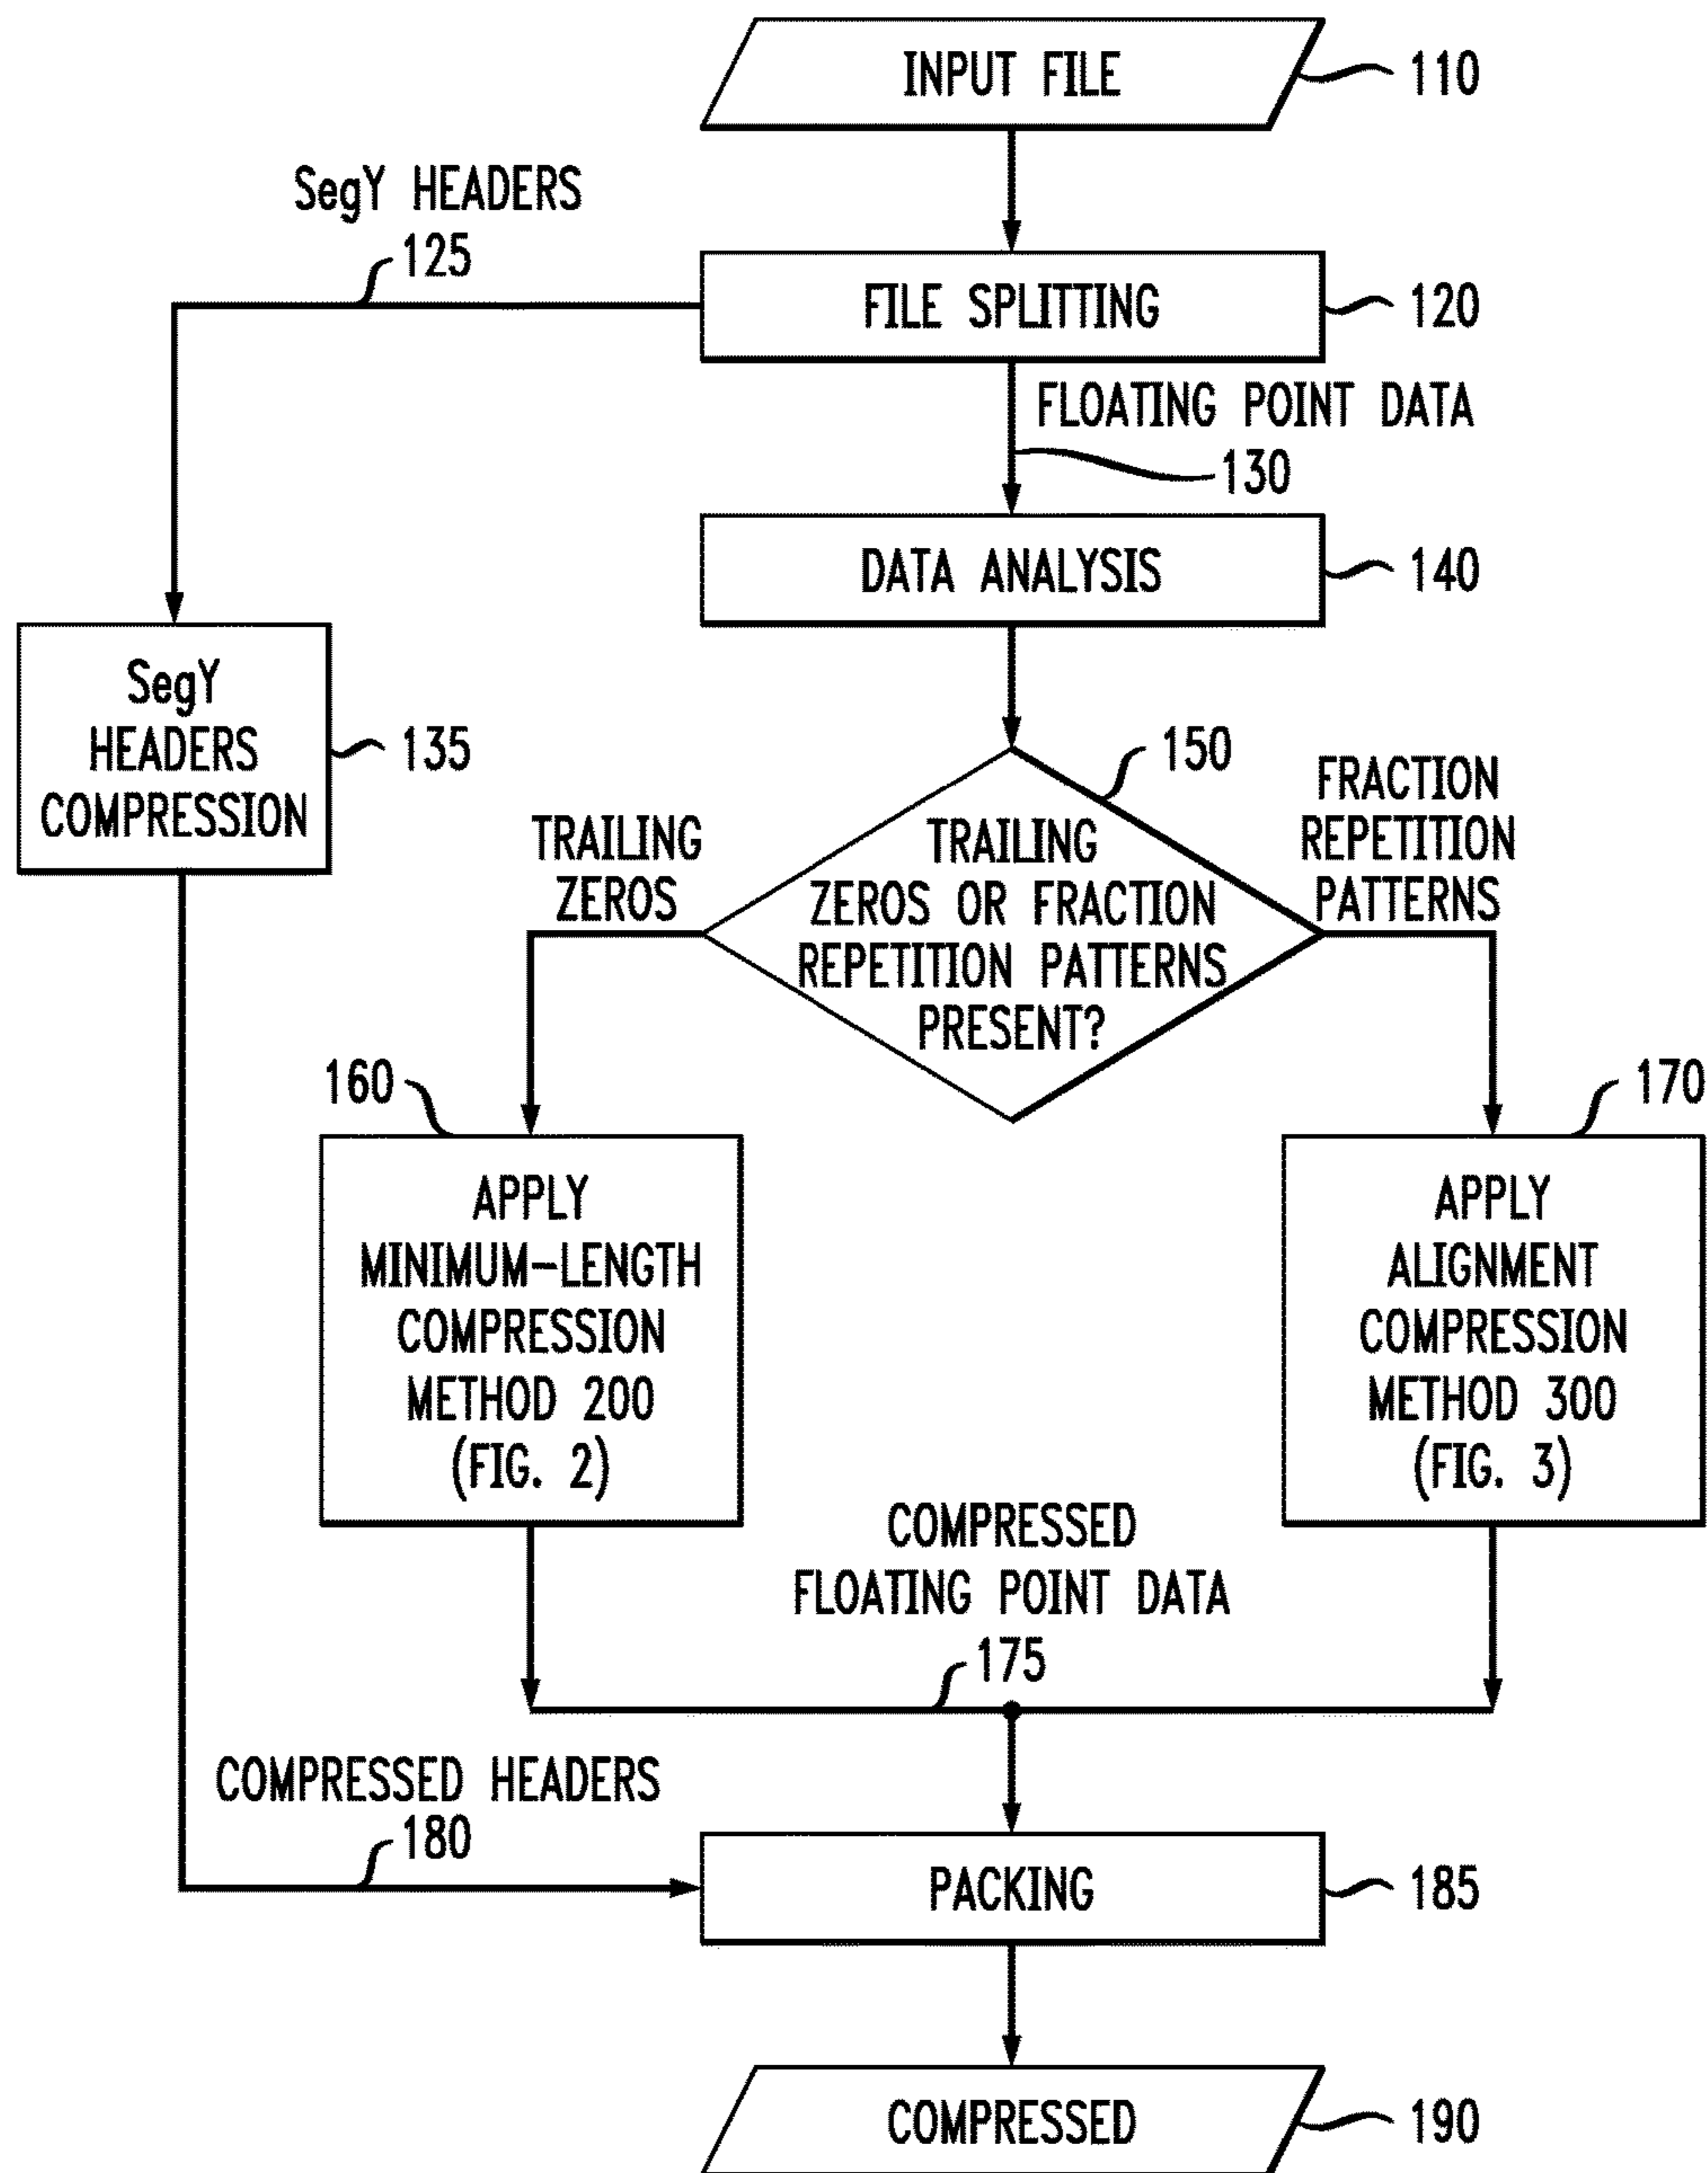 INPUT FILE
110
SegY HEADERS
125
FILE SPLITTING
120
FLOATING POINT DATA
130
DATA ANALYSIS
140
SegY
HEADERS
COMPRESSION
135
150
TRAILING
ZEROS
TRAILING
ZEROS OR FRACTION
REPETITION PATTERNS
PRESENT?
FRACTION
REPETITION
PATTERNS
160
APPLY
MINIMUM-LENGTH
COMPRESSION
METHOD 200
(FIG. 2)
170
APPLY
ALIGNMENT
COMPRESSION
METHOD 300
(FIG. 3)
COMPRESSED
FLOATING POINT DATA
175
COMPRESSED HEADERS
180
PACKING
185
COMPRESSED
190